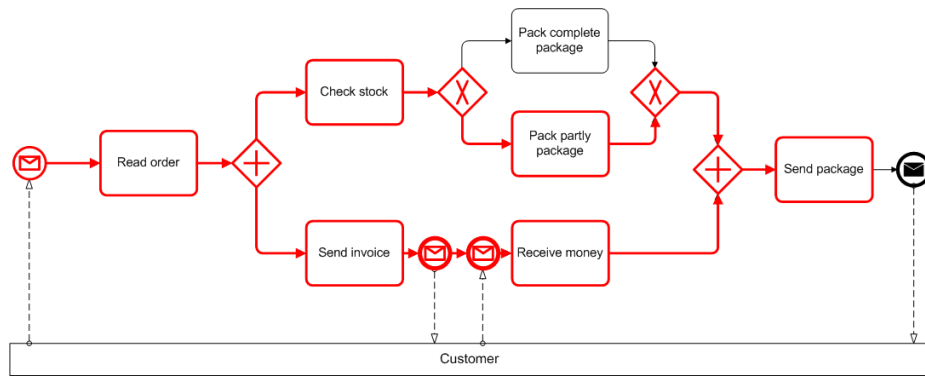 Pack complete
package
Check stock
Pack partly
package
Read order
Send package
Send invoice
Receive money
Customer